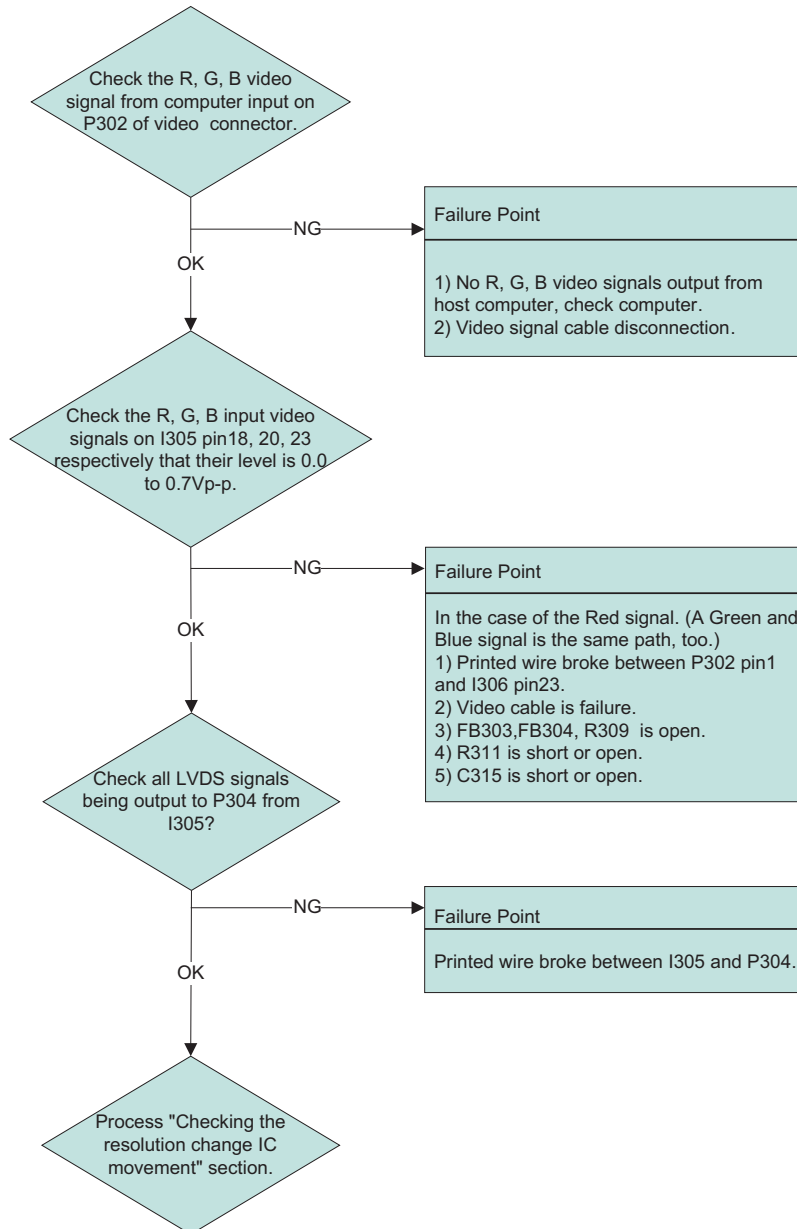 Check the R, G, B video
signal from computer input on
P302 of video connector.
NG
Failure Point
1) No R, G, B video signals output from
host computer, check computer.
2) Video signal cable disconnection.
OK
Check the R, G, B input video
signals on I305 pin18, 20, 23
respectively that their level is 0.0
to 0.7Vp-p.
NG
Failure Point
In the case of the Red signal. (A Green and
Blue signal is the same path, too.)
1) Printed wire broke between P302 pin1
and I306 pin23.
2) Video cable is failure.
3) FB303,FB304, R309 is open.
4) R311 is short or open.
5) C315 is short or open.
OK
Check all LVDS signals
being output to P304 from
I305?
NG
Failure Point
Printed wire broke between I305 and P304.
OK
Process "Checking the
resolution change IC
movement" section.